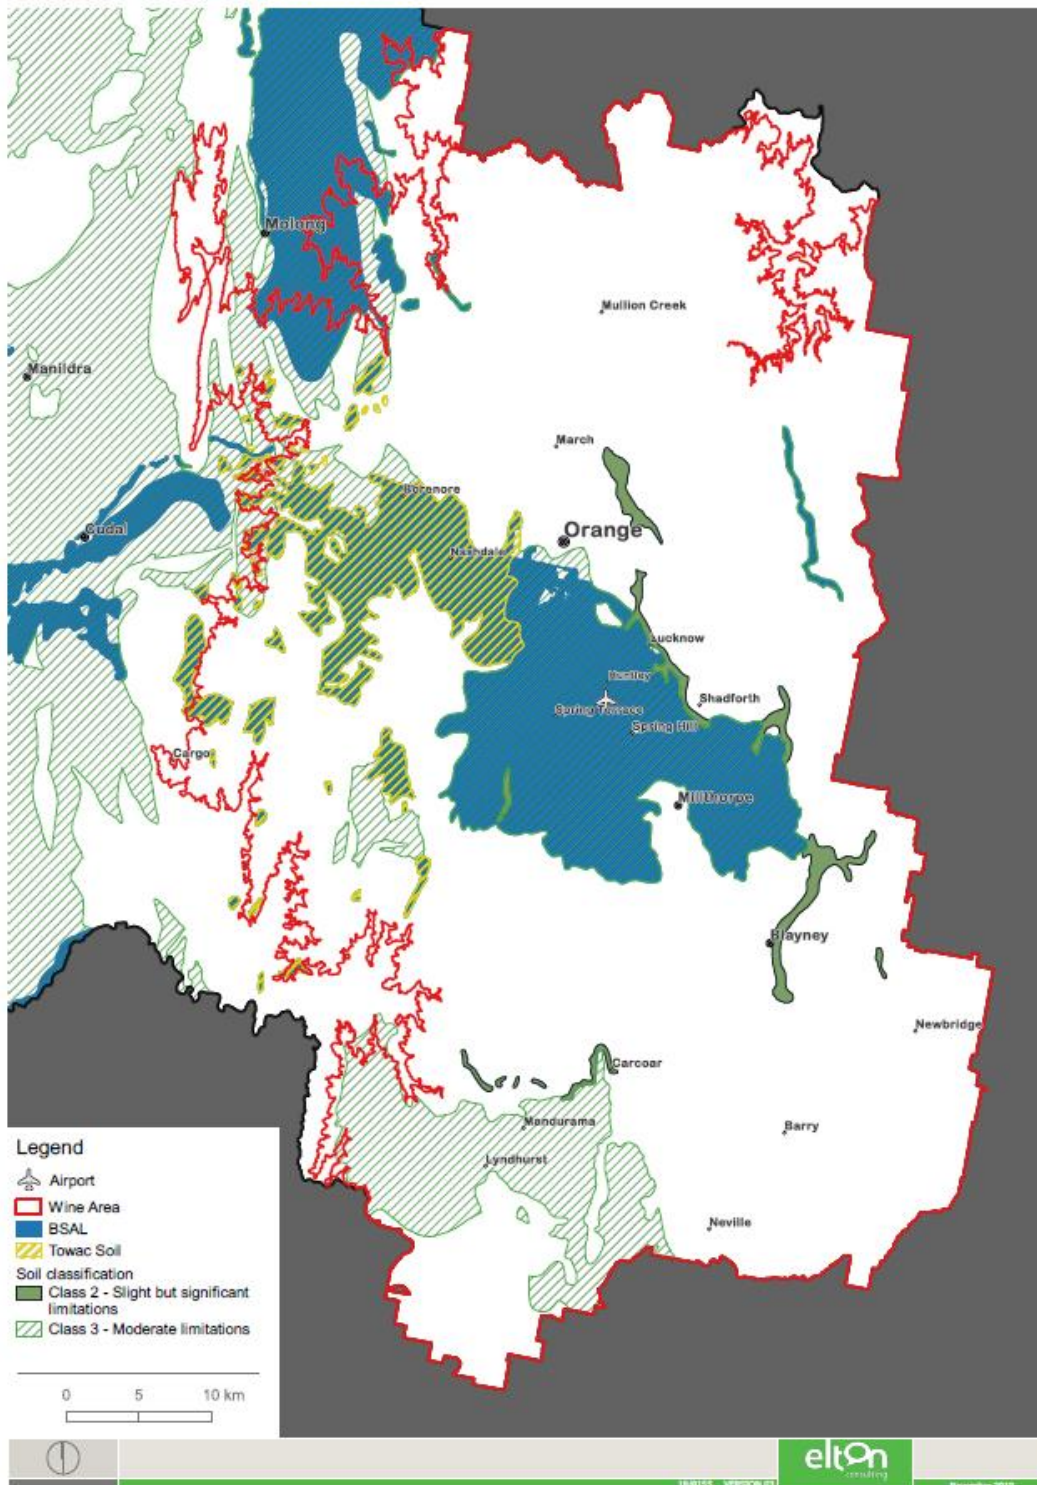 Molong
Mullion Creek
Manildra
March
Borenore
Orange
Cudal
Nashdale
Lucknow
Huntley
Shadforth
Spring Terrace
Spring Hill
Cargo
Millthorpe
Blayney
Newbridge
Carcoar
Mandurama
Barry
Lyndhurst
Neville
Legend
Airport
Wine Area
BSAL
Towac Soil
Soil classification
Class 2 - Slight but significant
limitations
Class 3 - Moderate limitations
0 5 10 km
elton
consulting